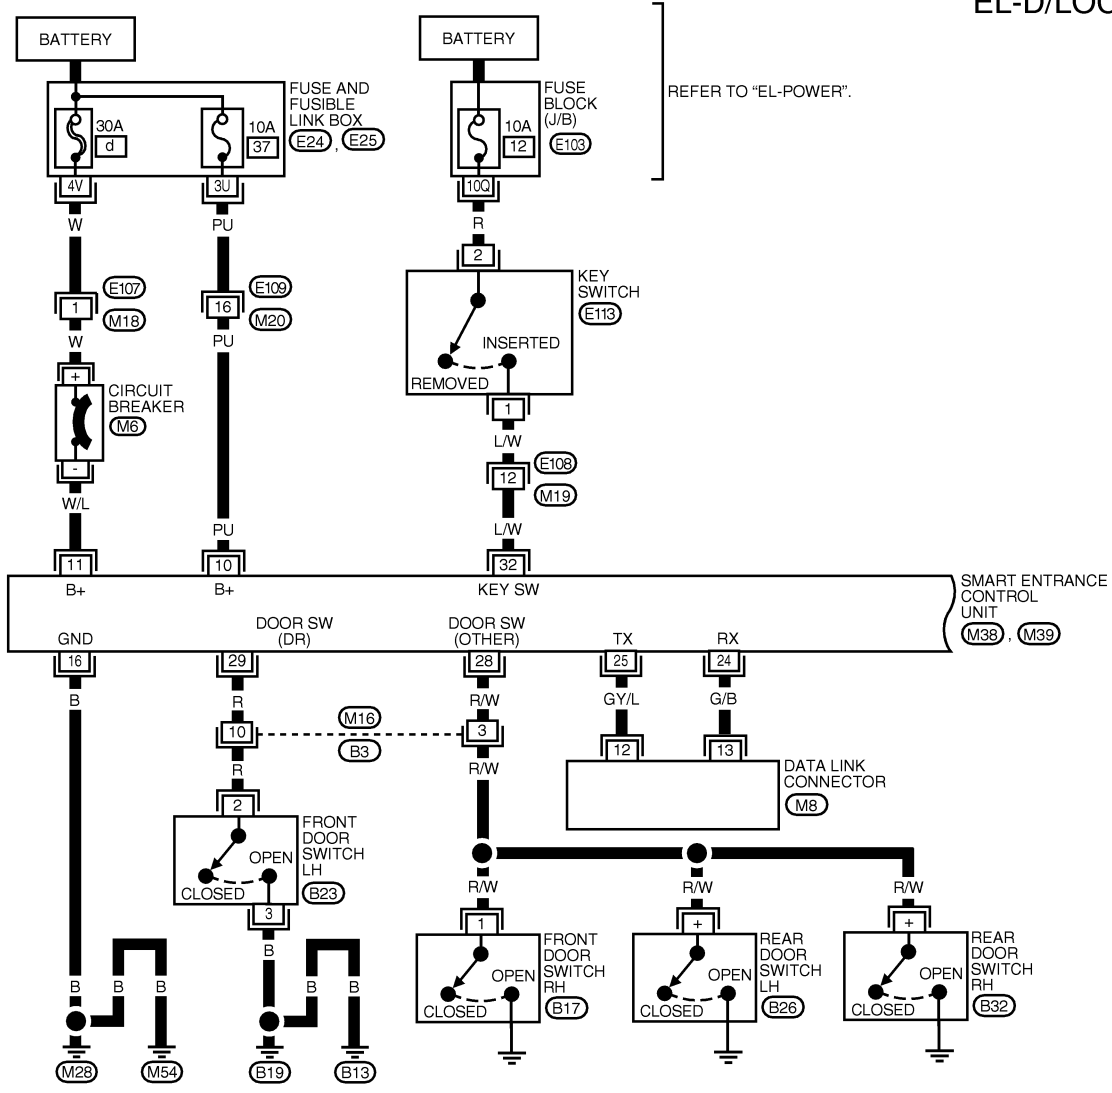 EL-D/LOC
BATTERY
BATTERY
REFER TO “EL-POWER”.
FUSE AND
FUSIBLE
LINK BOX
E24 , E25
30A
d
10A
37
FUSE
BLOCK
(J/B)
E103
10A
12
4V
3U
10Q
W
PU
R
2
E107
1
M18
E109
16
M20
KEY
SWITCH
E113
INSERTED
REMOVED
W
PU
+
CIRCUIT
BREAKER
M6
-
1
L/W
E108
12
M19
W/L
PU
L/W
11
10
32
B+
B+
KEY SW
SMART ENTRANCE
CONTROL
UNIT
M38 , M39
GND
DOOR SW
(DR)
DOOR SW
(OTHER)
TX
RX
16
29
28
25
24
B
R
R/W
GY/L
G/B
10
M16
B3
3
12
13
R
R/W
DATA LINK
CONNECTOR
M8
2
FRONT
DOOR
SWITCH
LH
B23
OPEN
CLOSED
3
R/W
R/W
R/W
1
+
+
B
FRONT
DOOR
SWITCH
RH
B17
OPEN
CLOSED
REAR
DOOR
SWITCH
LH
B26
OPEN
CLOSED
REAR
DOOR
SWITCH
RH
B32
OPEN
CLOSED
B
B
B
B
B
M28
M54
B19
B13